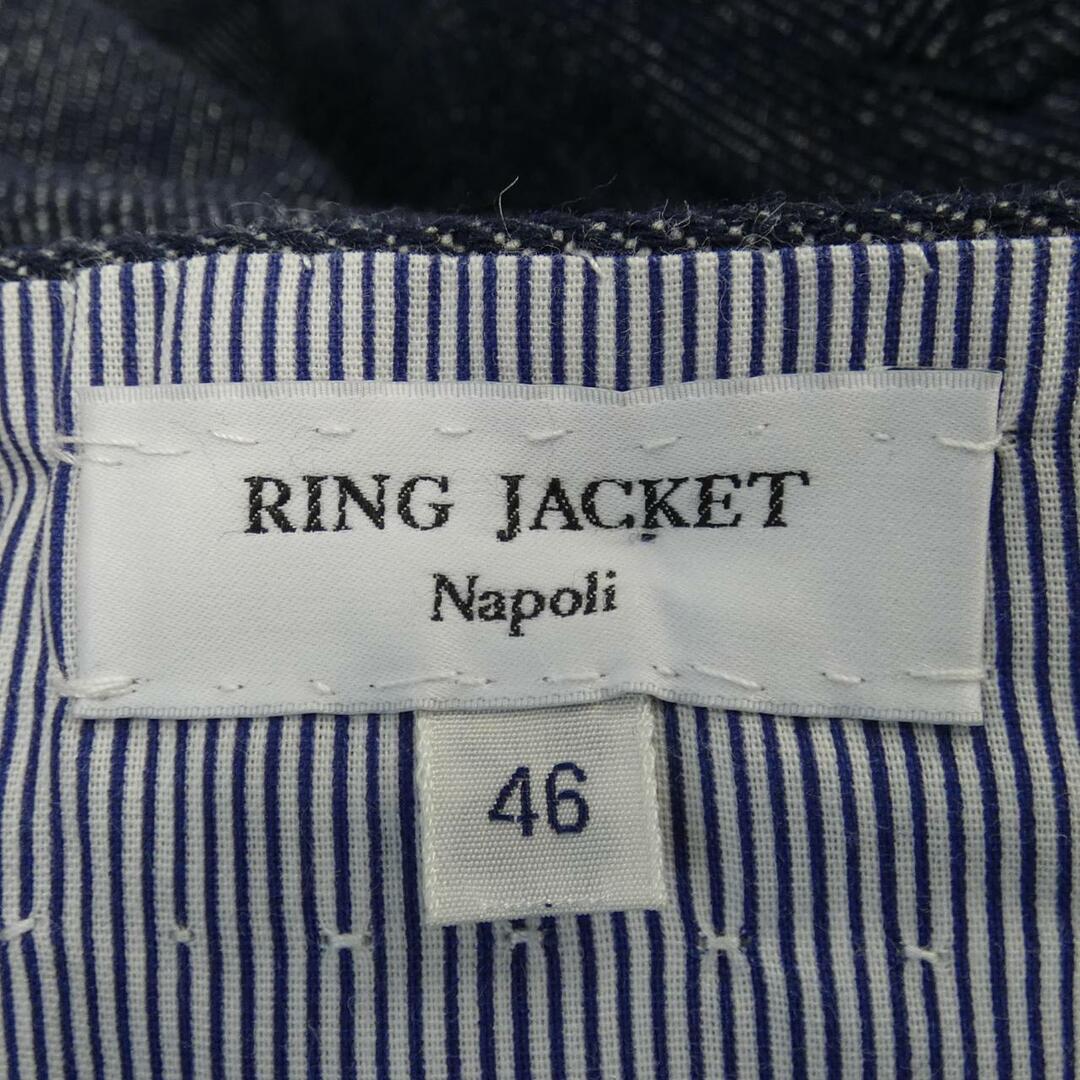 RING JACKET
Napoli
46